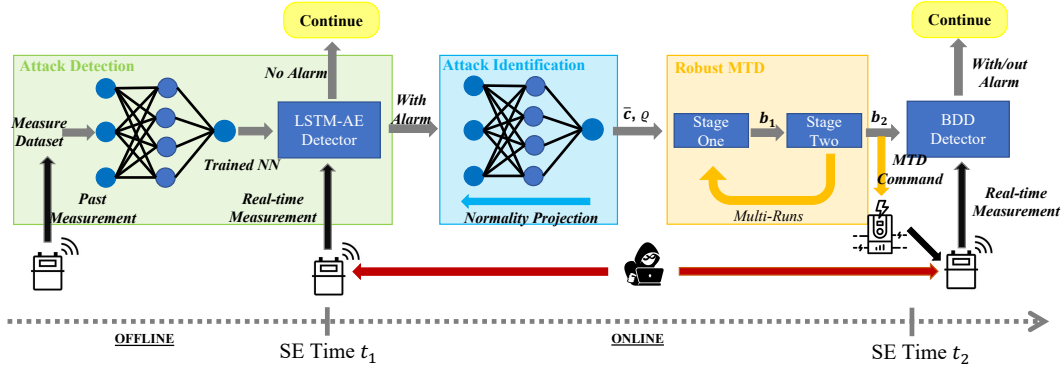 Continue
Continue
Attack Detection
No Alarm
Attack Identification
Robust MTD
With/out
Alarm
Measure
Dataset
LSTM-AE
Detector
With
Alarm
c̄, ϱ
Stage
One
b₁
Stage
Two
b₂
BDD
Detector
Trained NN
MTD
Command
Past
Measurement
Real-time
Measurement
Normality Projection
Multi-Runs
Real-time
Measurement
OFFLINE
ONLINE
SE Time t₁
SE Time t₂